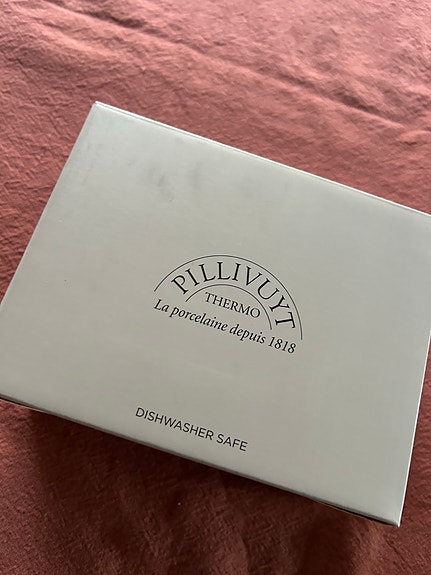 PILLIVUYT
THERMO
La porcelaine depuis 1818
DISHWASHER SAFE